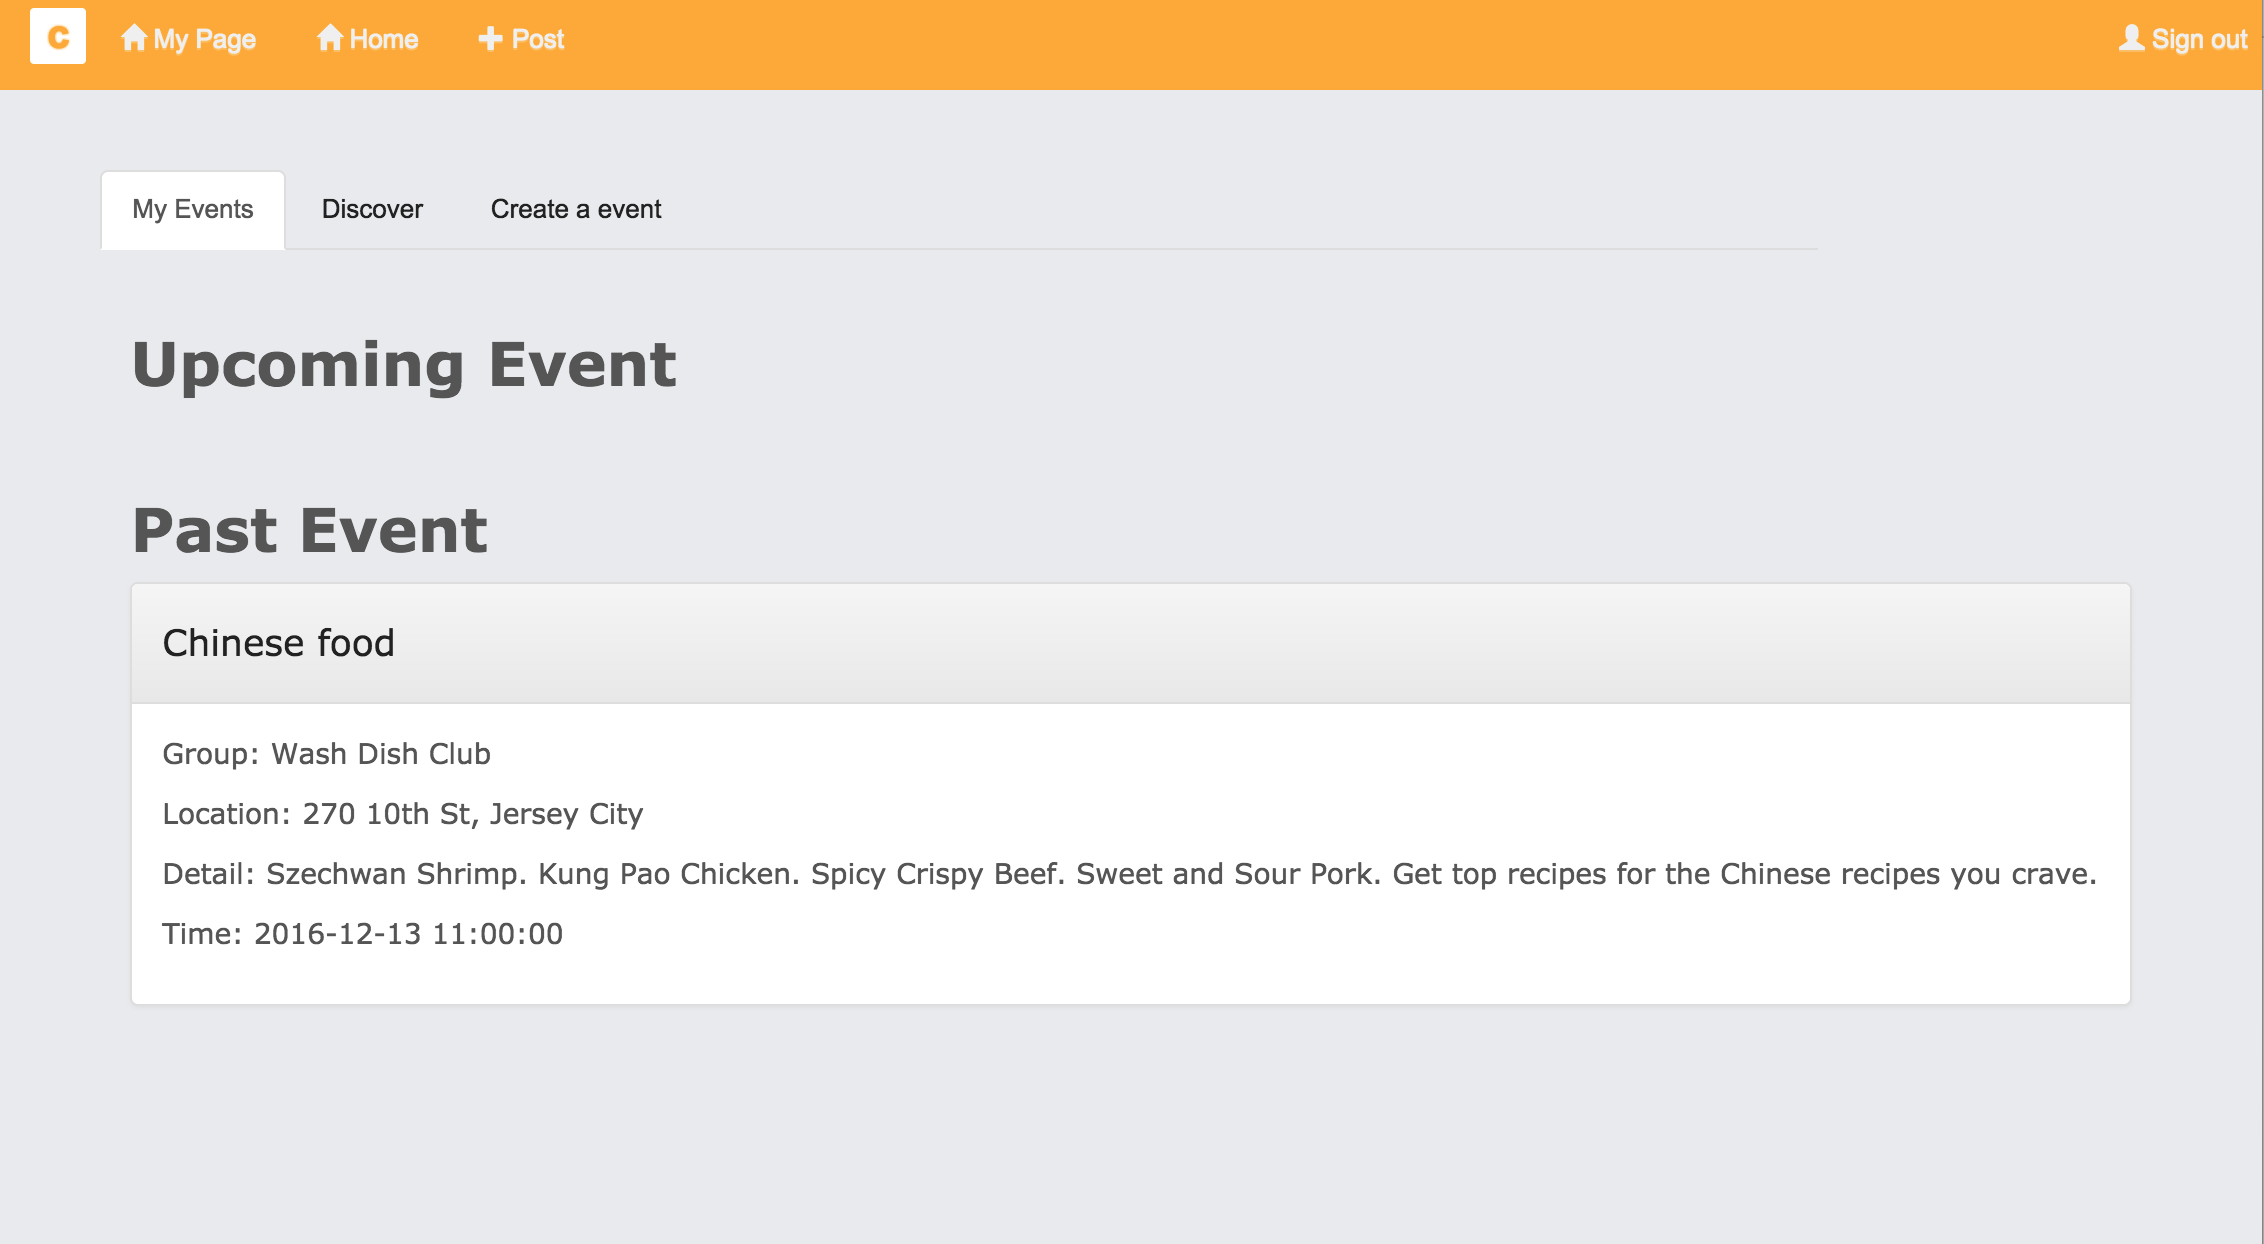 C My Page Home Post Sign out
My Events Discover Create a event
Upcoming Event
Past Event
Chinese food
Group: Wash Dish Club
Location: 270 10th St, Jersey City
Detail: Szechwan Shrimp. Kung Pao Chicken. Spicy Crispy Beef. Sweet and Sour Pork. Get top recipes for the Chinese recipes you crave.
Time: 2016-12-13 11:00:00